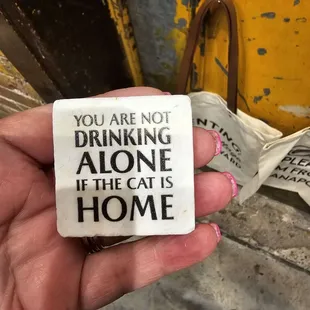 YOU ARE NOT
DRINKING
ALONE
IF THE CAT IS
HOME